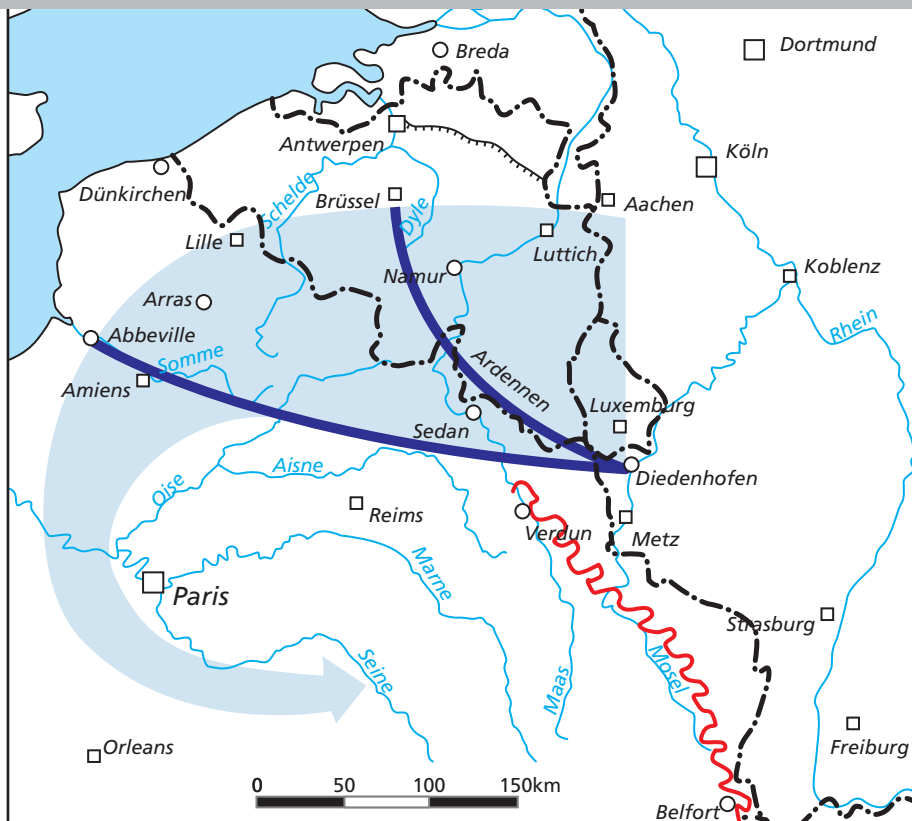 Breda
Dortmund
Antwerpen
Köln
Dünkirchen
Schelde
Brüssel
Dyle
Aachen
Lille
Luttich
Namur
Koblenz
Arras
Abbeville
Rhein
Somme
Ardennen
Amiens
Luxemburg
Sedan
Aisne
Diedenhofen
Oise
Reims
Verdun
Metz
Marne
Paris
Strasburg
Seine
Maas
Mosel
Orleans
Freiburg
0 50 100 150km
Belfort